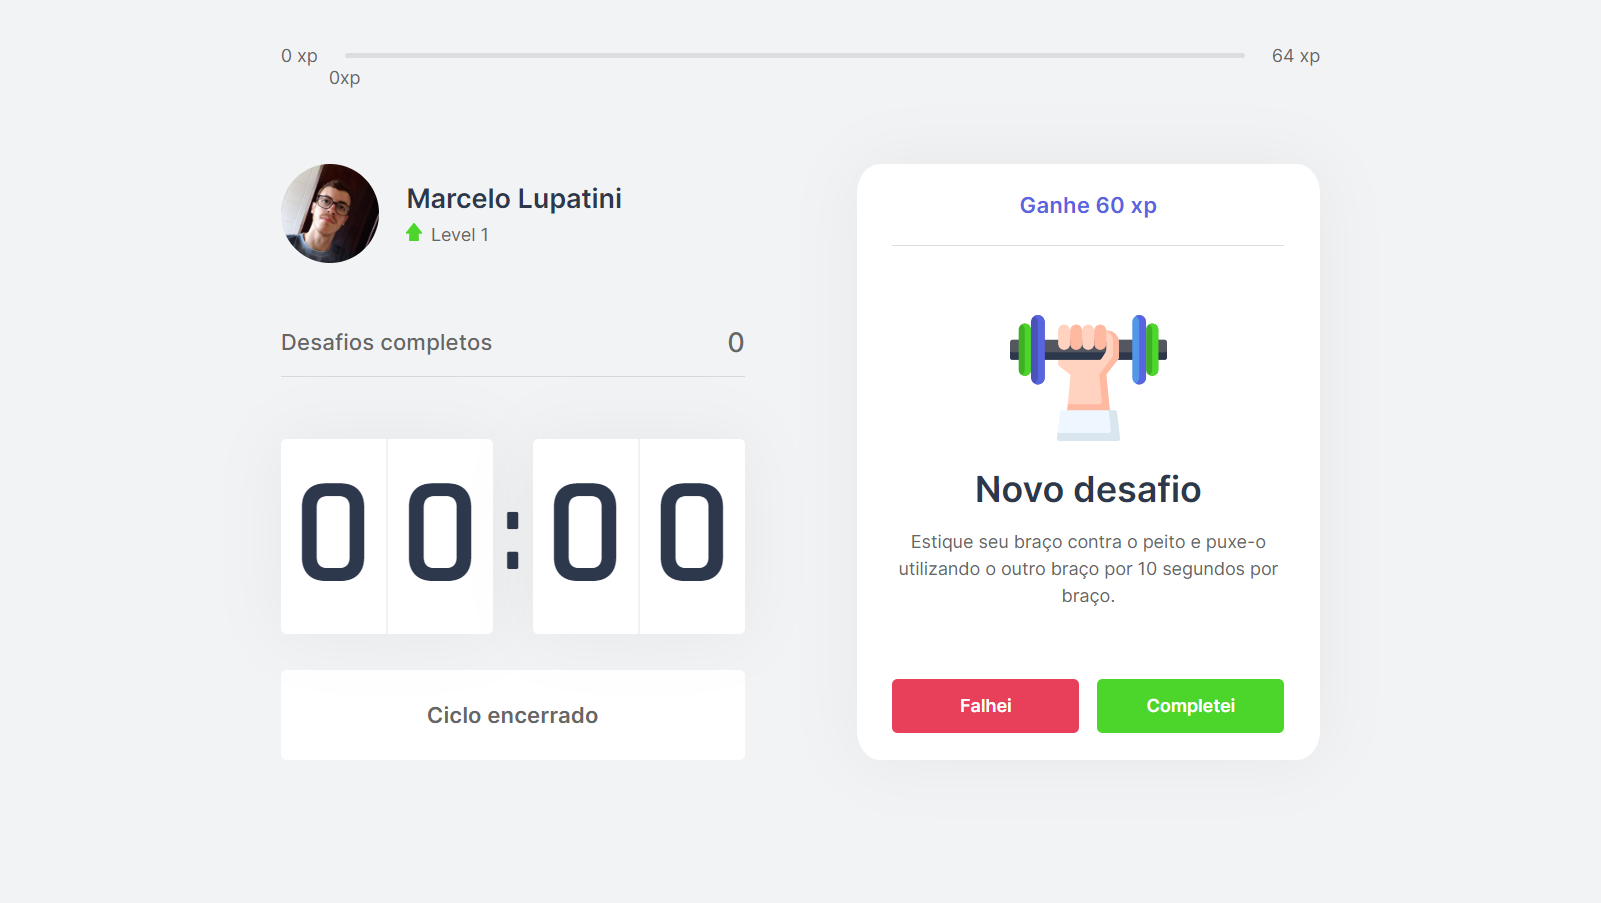 0 xp
64 xp
0xp
Marcelo Lupatini
Level 1
Desafios completos
0
00:00
Ciclo encerrado
Ganhe 60 xp
Novo desafio
Estique seu braço contra o peito e puxe-o
utilizando o outro braço por 10 segundos por
braço.
Falhei
Completei